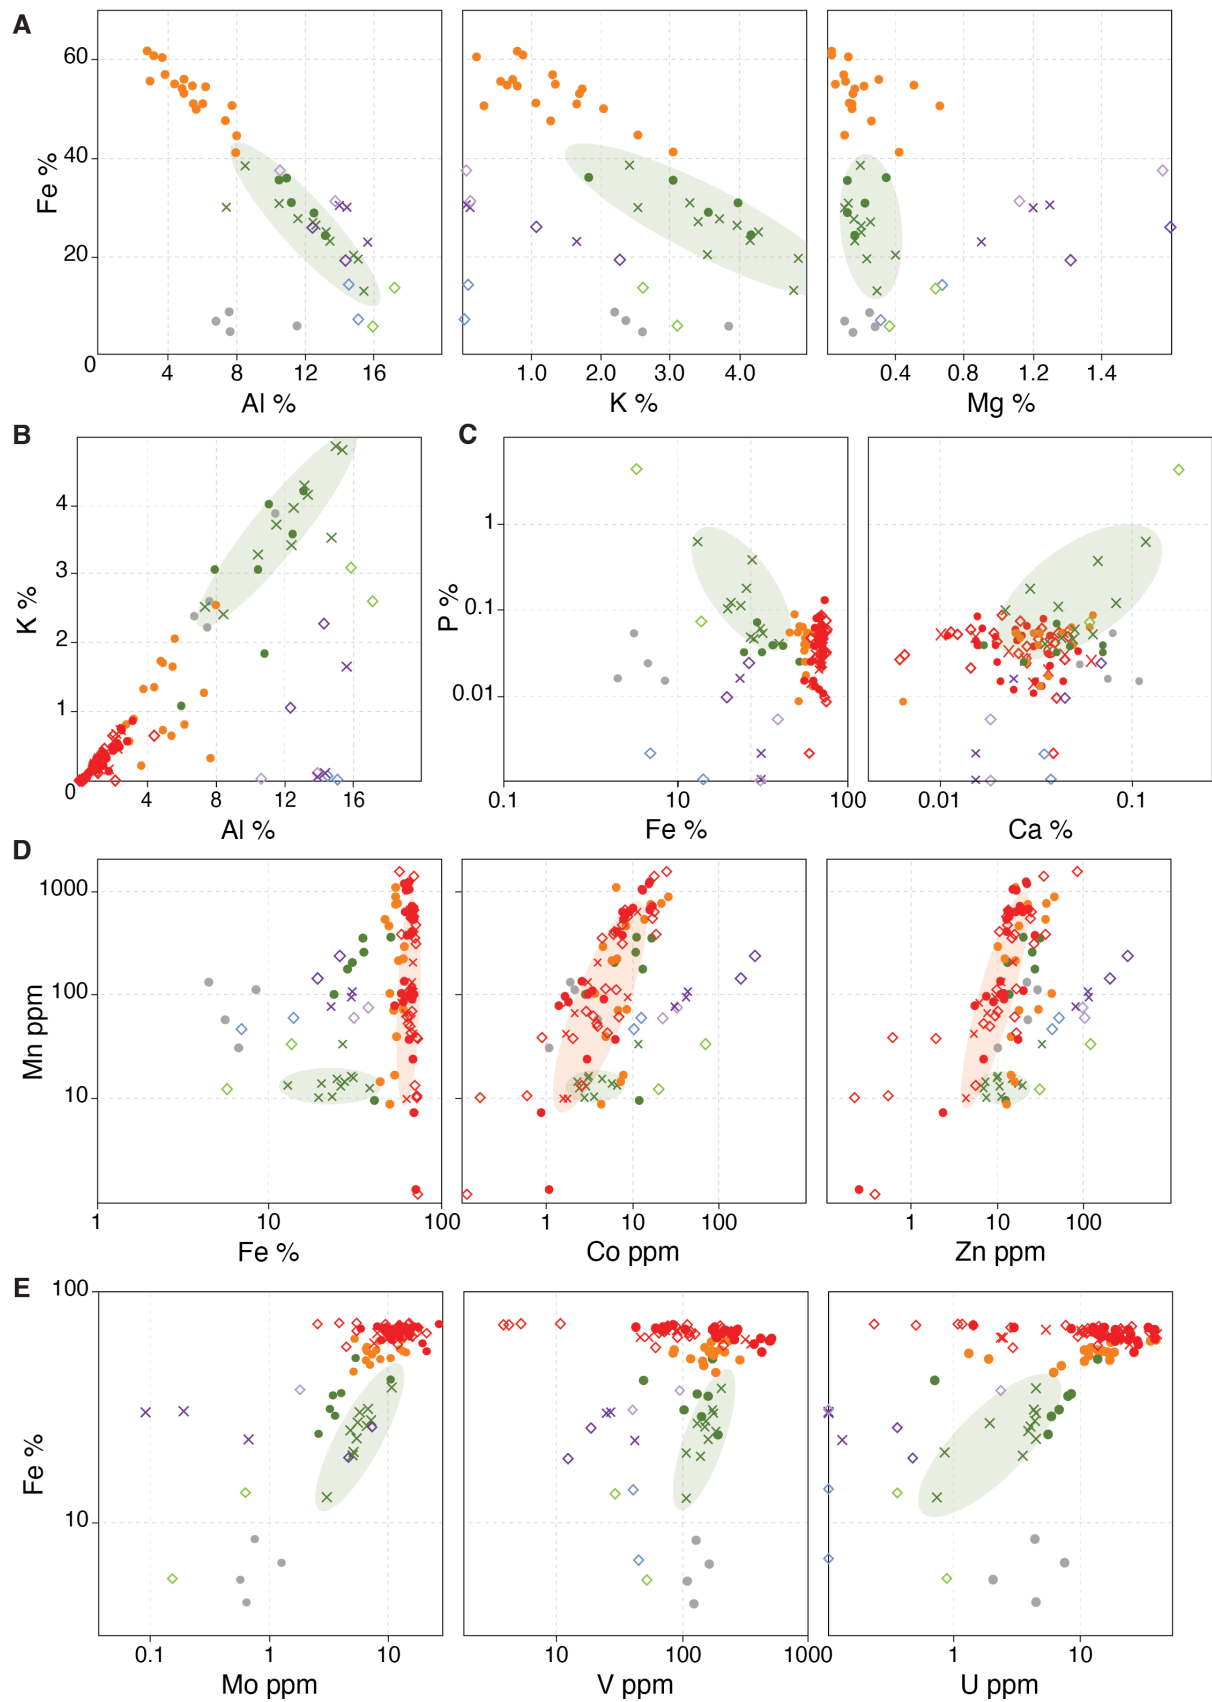 A
Fe %
60
40
20
0
4 8 12 16
1.0 2.0 3.0 4.0
0.4 0.8 1.2 1.4
Al % K % Mg %
B
K %
4
3
2
1
0
4 8 12 16
Al %
C
P %
1
0.1
0.01
0.1 10 100
0.01 0.1
Fe % Ca %
D
Mn ppm
1000
100
10
1 10 100
1 10 100
1 10 100
Fe % Co ppm Zn ppm
E
Fe %
100
10
0.1 1 10
10 100 1000
1 10
Mo ppm V ppm U ppm